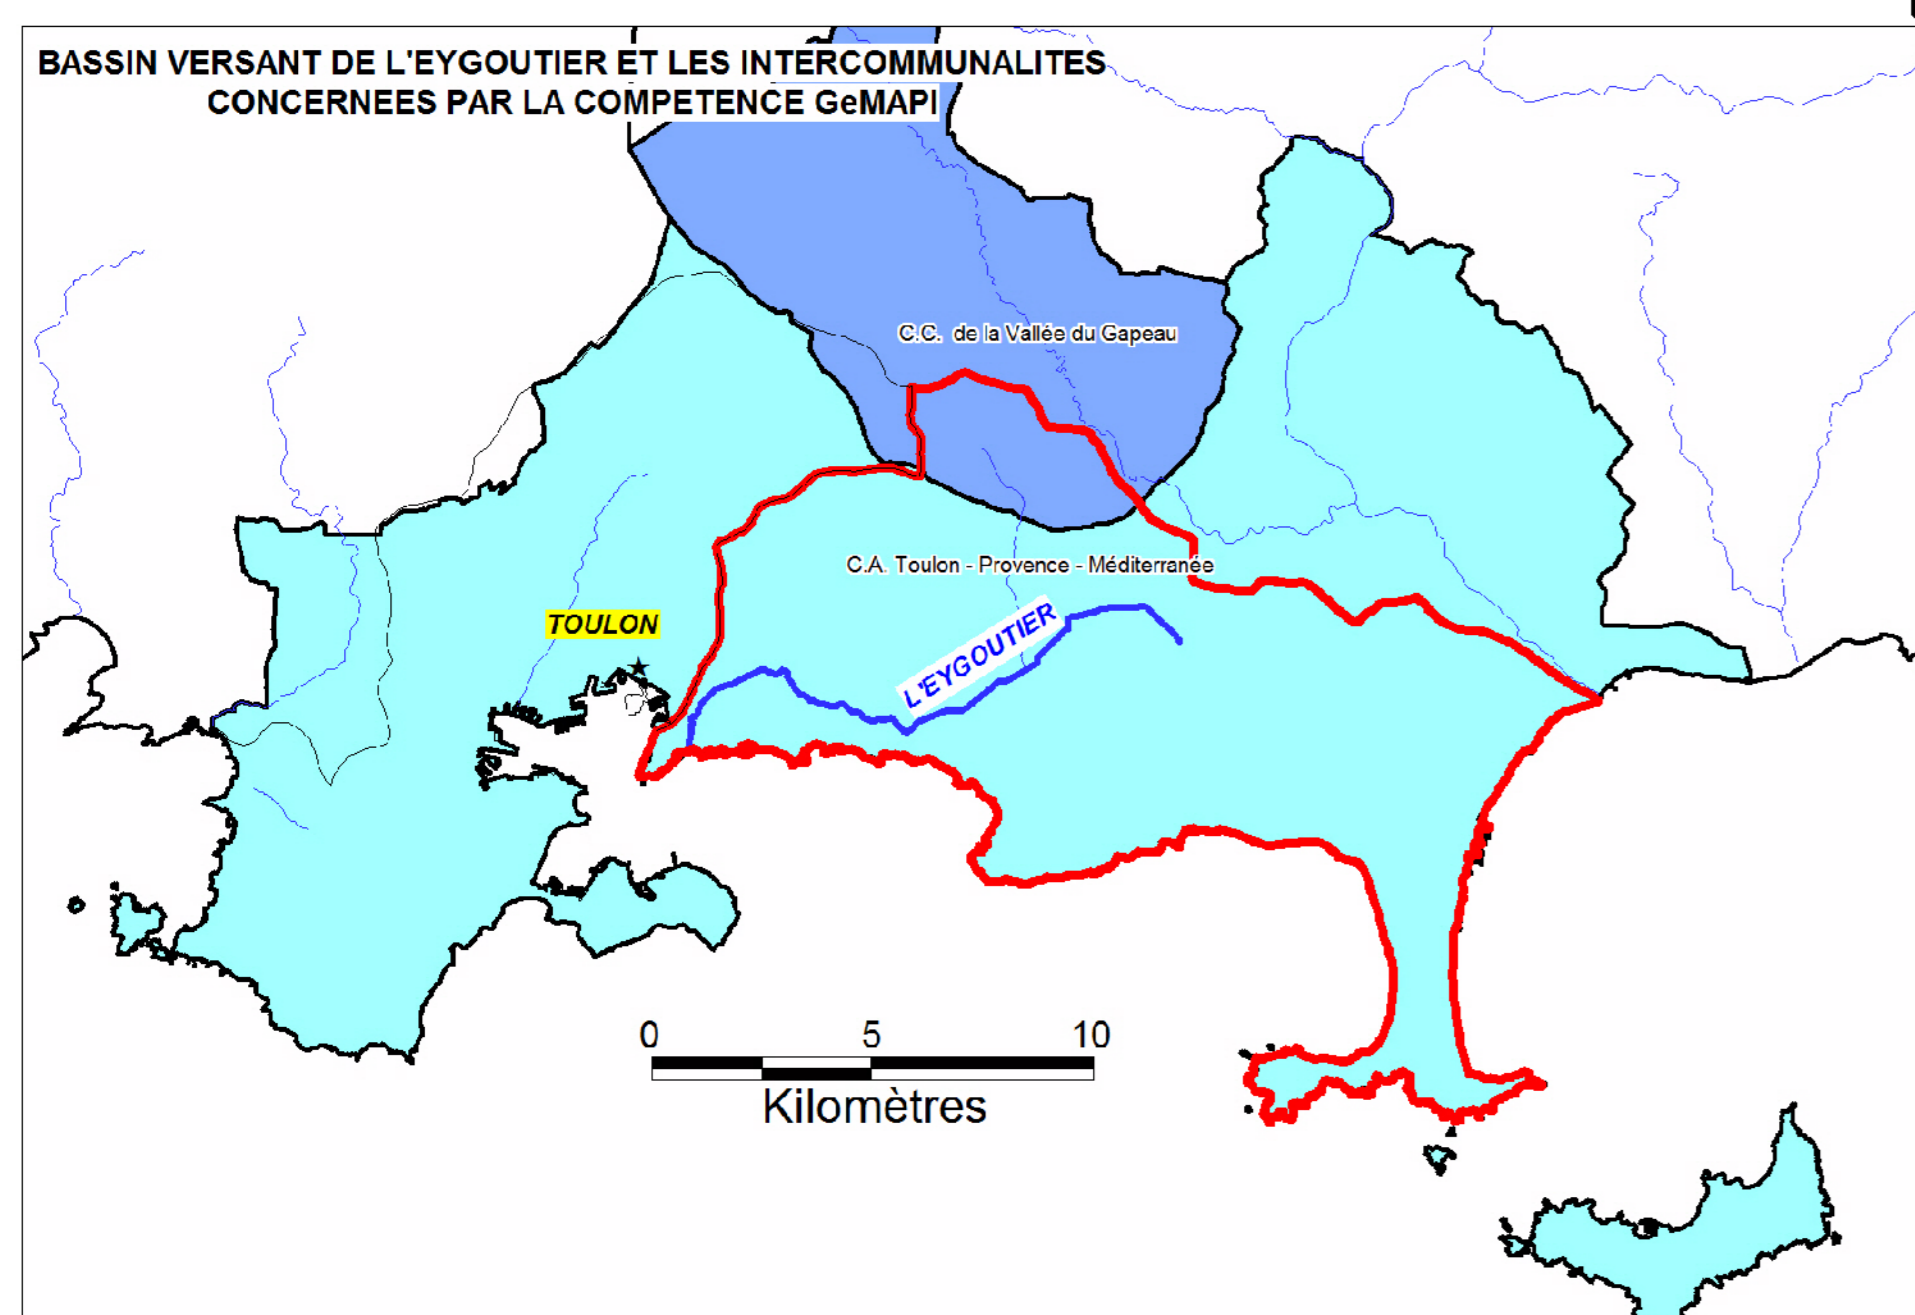 BASSIN VERSANT DE L'EYGOUTIER ET LES INTERCOMMUNALITES
CONCERNEES PAR LA COMPETENCE GeMAPI
C.C. de la Vallée du Gapeau
C.A. Toulon - Provence - Méditerranée
TOULON
L'EYGOUTIER
0 5 10
Kilomètres